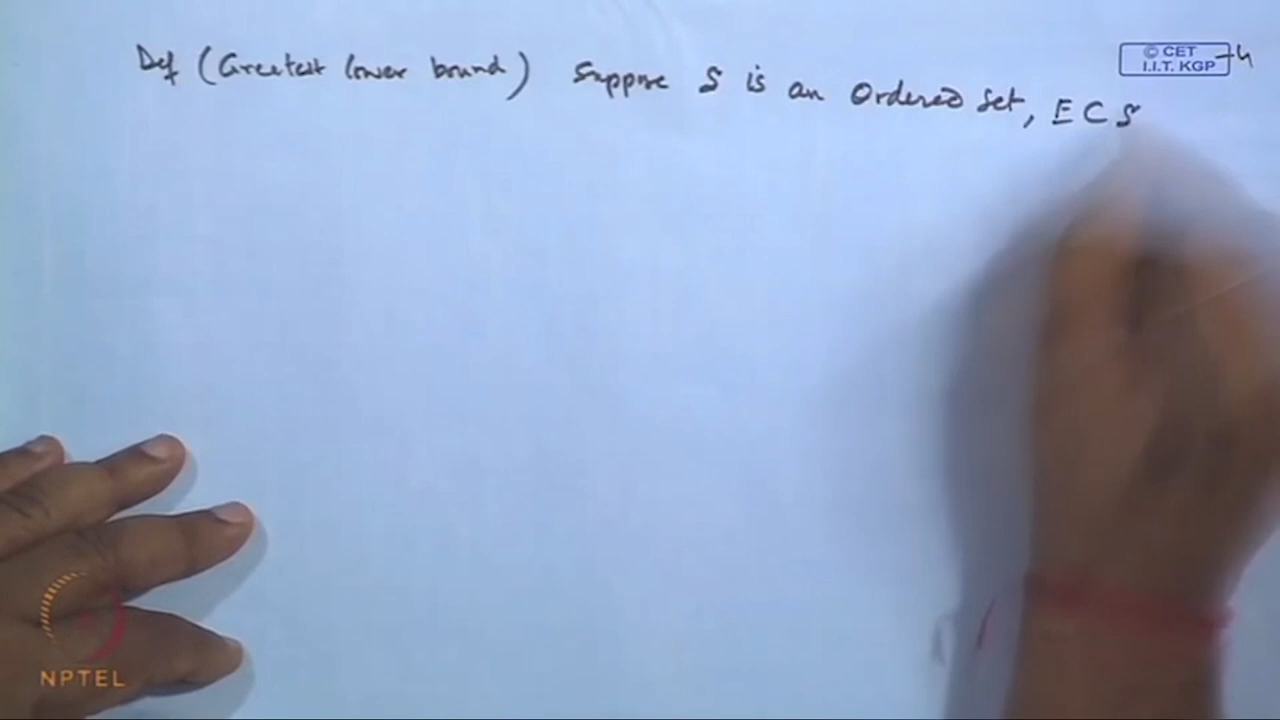 Def (Greatest lower bound) Suppose S is an Ordered set, E ⊂ S
© CET
I.I.T. KGP
NPTEL